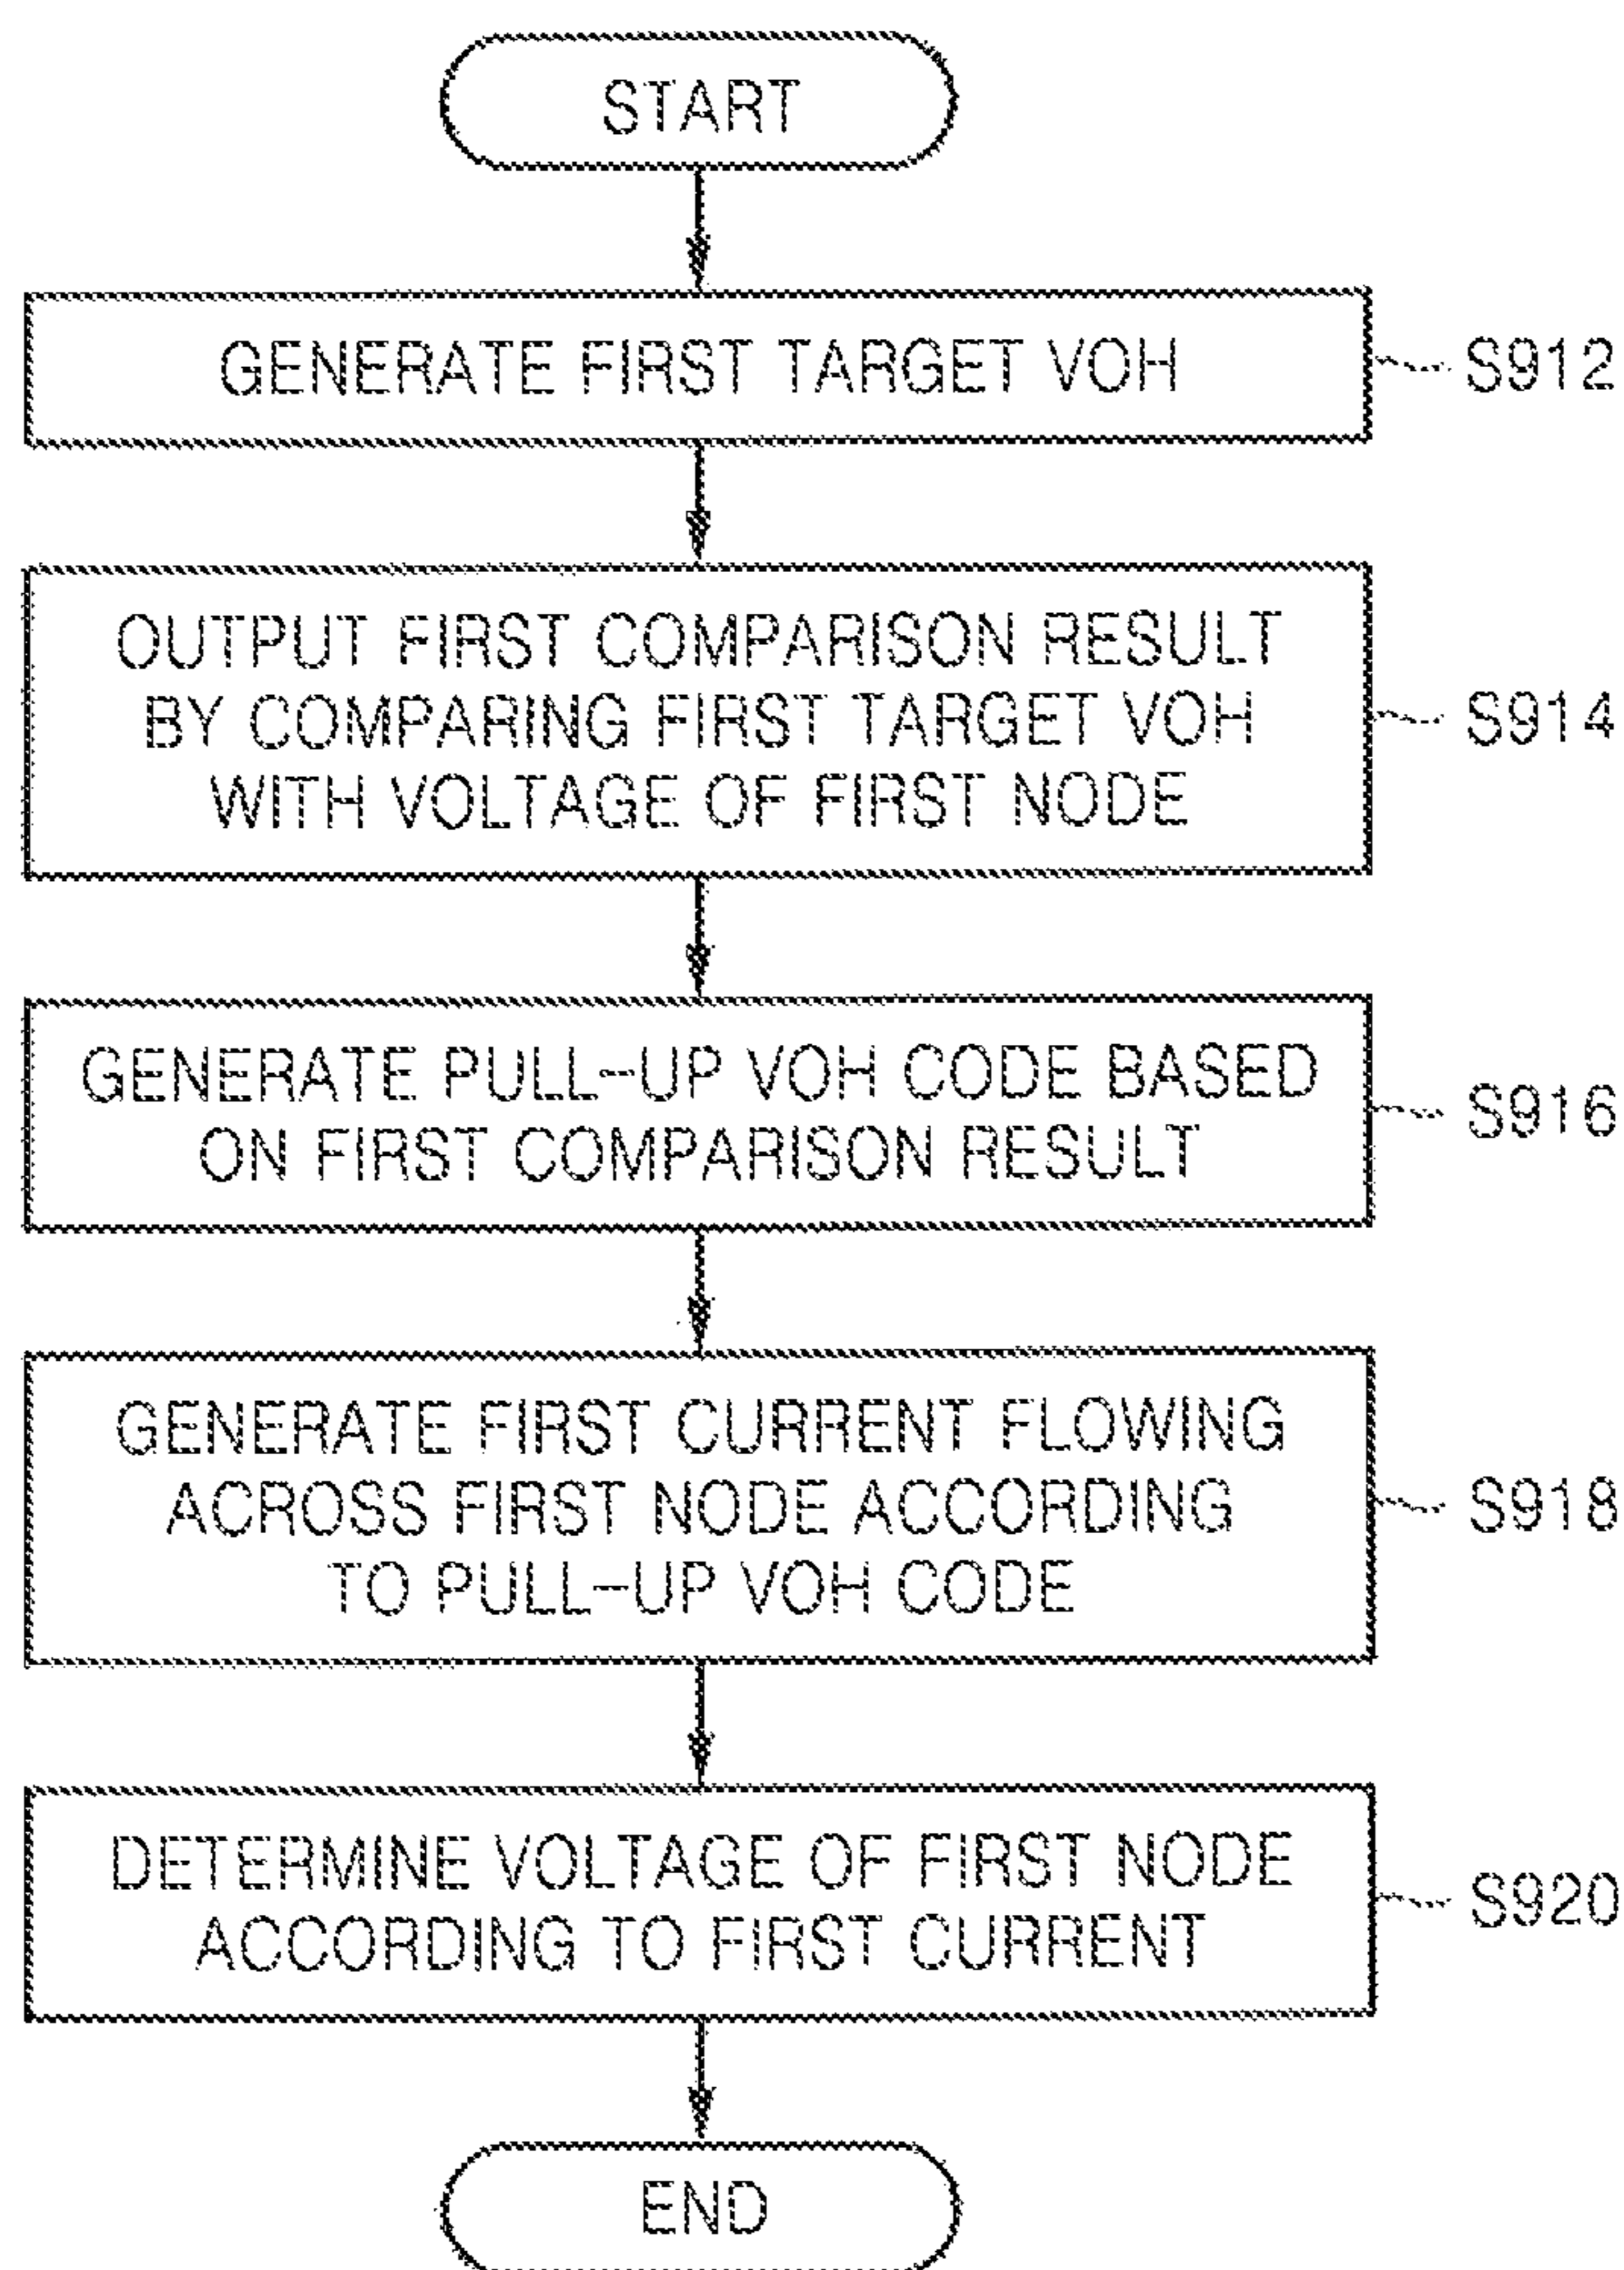 START
GENERATE FIRST TARGET VOH
S912
OUTPUT FIRST COMPARISON RESULT
BY COMPARING FIRST TARGET VOH
WITH VOLTAGE OF FIRST NODE
S914
GENERATE PULL-UP VOH CODE BASED
ON FIRST COMPARISON RESULT
S916
GENERATE FIRST CURRENT FLOWING
ACROSS FIRST NODE ACCORDING
TO PULL-UP VOH CODE
S918
DETERMINE VOLTAGE OF FIRST NODE
ACCORDING TO FIRST CURRENT
S920
END